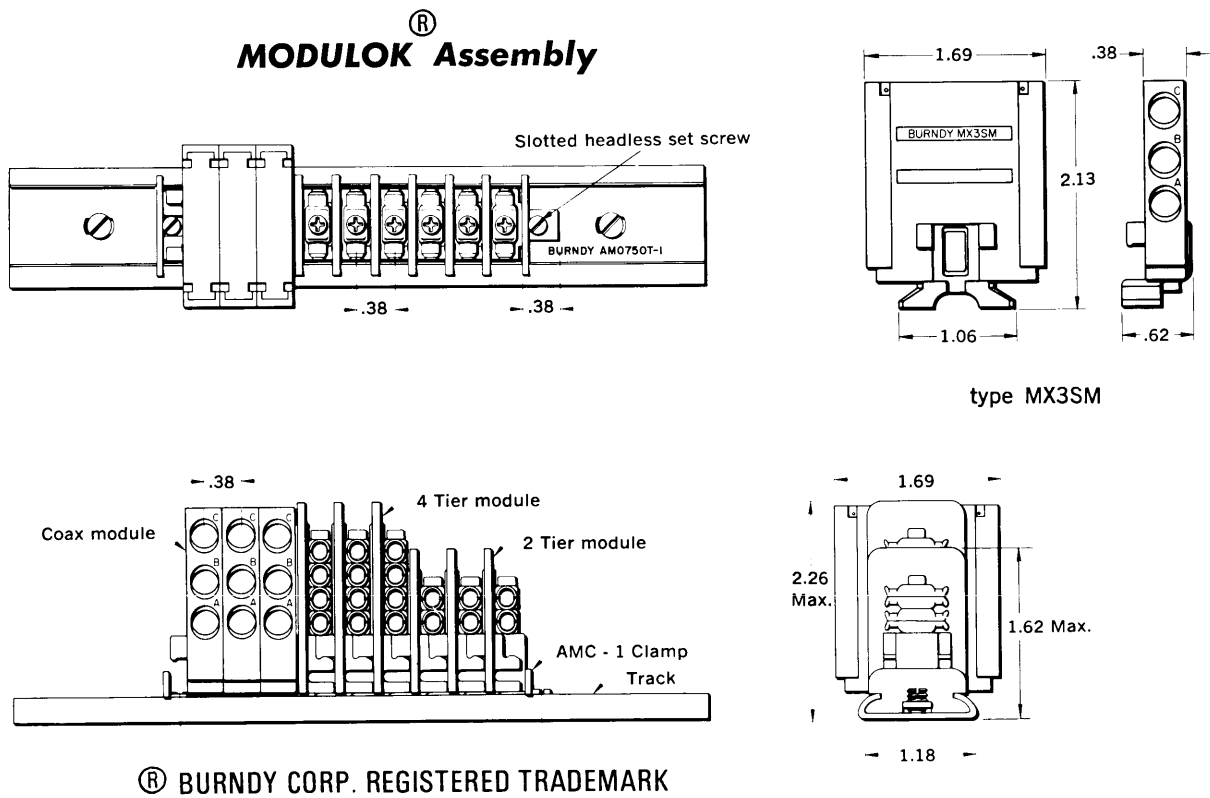 ®
MODULOK Assembly
Slotted headless set screw
BURNDY AM0750T-1
.38
.38
1.69
.38
BURNDY MX3SM
2.13
C
B
A
1.06
.62
type MX3SM
.38
Coax module
4 Tier module
2 Tier module
C C C
B B B
A A A
AMC - 1 Clamp
Track
1.69
2.26
Max.
1.62 Max.
1.18
® BURNDY CORP. REGISTERED TRADEMARK